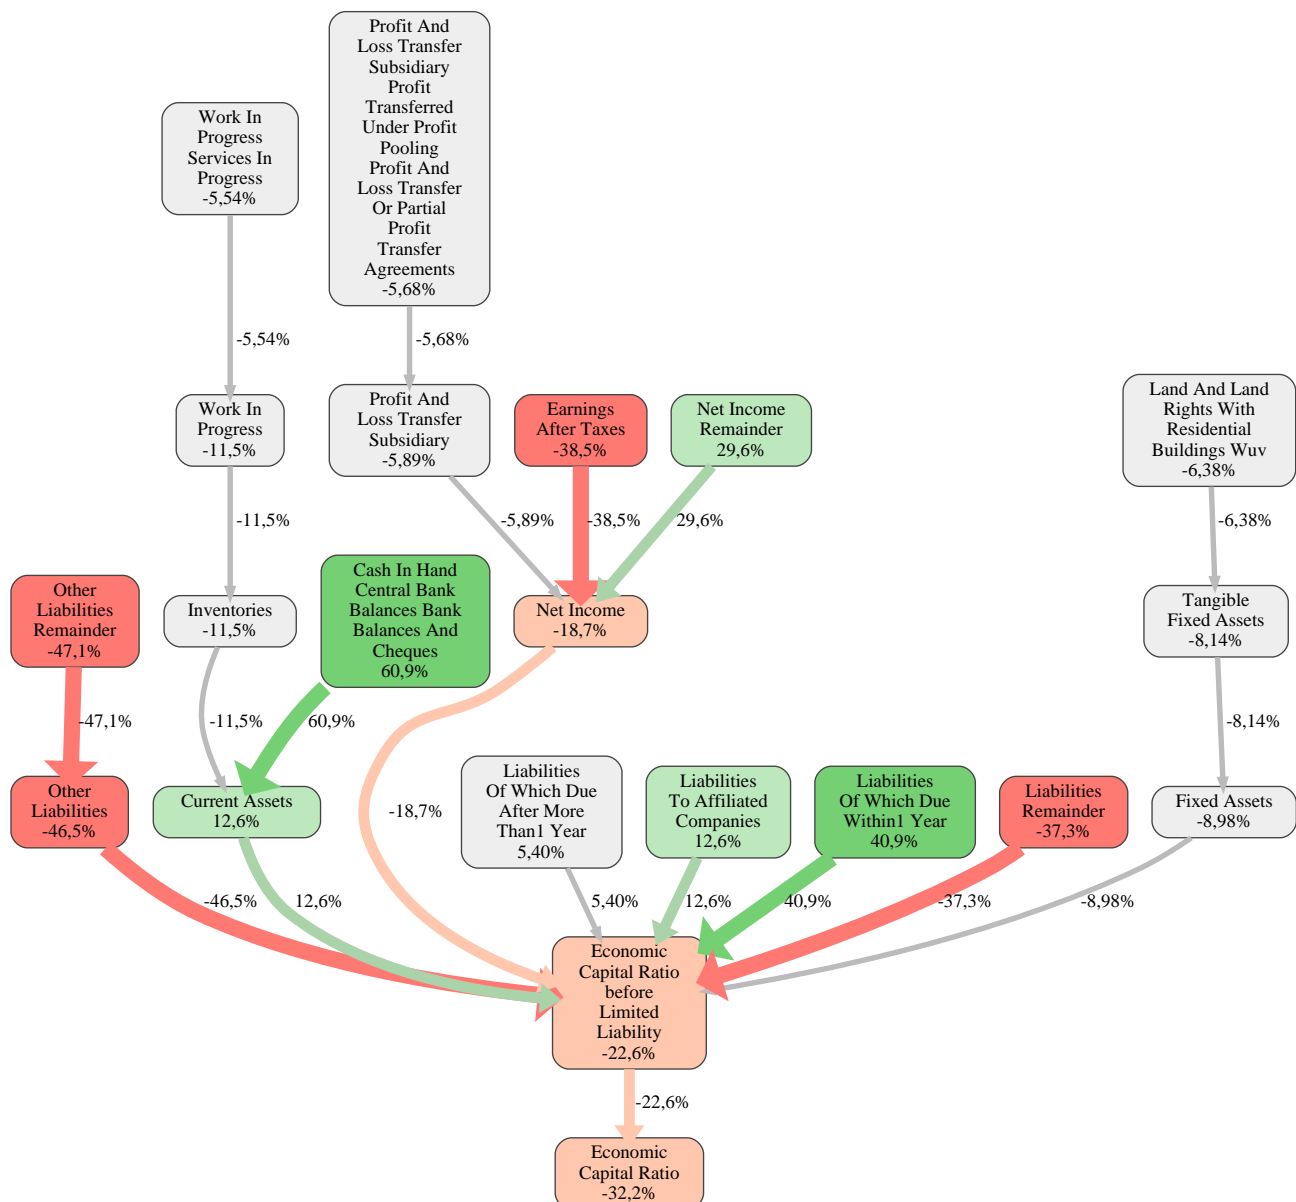 Profit And
Loss Transfer
Subsidiary
Profit
Transferred
Under Profit
Pooling
Profit And
Loss Transfer
Or Partial
Profit
Transfer
Agreements
-5,68%
Work In
Progress
Services In
Progress
-5,54%
-5,54%
-5,68%
Work In
Progress
-11,5%
Profit And
Loss Transfer
Subsidiary
-5,89%
Earnings
After Taxes
-38,5%
Net Income
Remainder
29,6%
Land And Land
Rights With
Residential
Buildings Wuv
-6,38%
-11,5%
-5,89%
-38,5%
29,6%
-6,38%
Other
Liabilities
Remainder
-47,1%
Inventories
-11,5%
Cash In Hand
Central Bank
Balances Bank
Balances And
Cheques
60,9%
Net Income
-18,7%
Tangible
Fixed Assets
-8,14%
-47,1%
-11,5%
60,9%
-18,7%
-8,14%
Other
Liabilities
-46,5%
Current Assets
12,6%
Liabilities
Of Which Due
After More
Than1 Year
5,40%
Liabilities
To Affiliated
Companies
12,6%
Liabilities
Of Which Due
Within1 Year
40,9%
Liabilities
Remainder
-37,3%
Fixed Assets
-8,98%
-46,5%
12,6%
5,40%
12,6%
40,9%
-37,3%
-8,98%
Economic
Capital Ratio
before
Limited
Liability
-22,6%
-22,6%
Economic
Capital Ratio
-32,2%